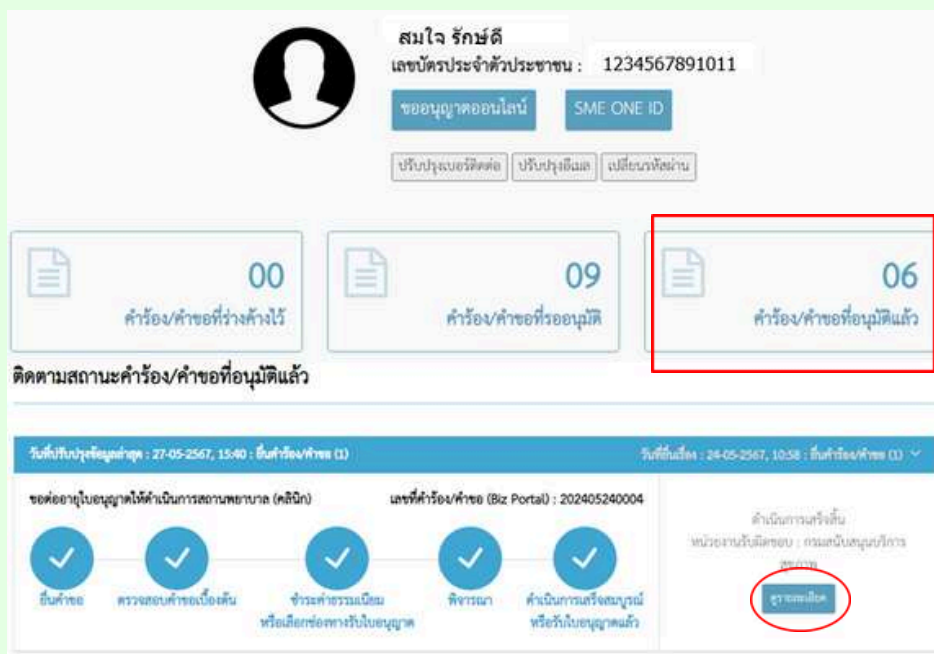 สมใจ รักษ์ดี
เลขบัตรประจำตัวประชาชน : 1234567891011
ขออนุญาตออนไลน์ SME ONE ID
ปรับปรุงเบอร์ติดต่อ ปรับปรุงอีเมล เปลี่ยนรหัสผ่าน
00 09 06
คำร้อง/คำขอที่ร่างค้างไว้ คำร้อง/คำขอที่รออนุมัติ คำร้อง/คำขอที่อนุมัติแล้ว
ติดตามสถานะคำร้อง/คำขอที่อนุมัติแล้ว
วันที่ปรับปรุงข้อมูลล่าสุด : 27-05-2567, 15:40 : ยื่นคำร้อง/คำขอ (1) วันที่ยื่นเรื่อง : 24-05-2567, 10:58 : ยื่นคำร้อง/คำขอ (1)
ขอต่ออายุใบอนุญาตให้ดำเนินการสถานพยาบาล (คลินิก) เลขที่คำร้อง/คำขอ (Biz Portal) : 202405240004
ดำเนินการเสร็จสิ้น
หน่วยงานรับผิดชอบ : กรมสนับสนุนบริการ
สุขภาพ
ดูรายละเอียด
ยื่นคำขอ ตรวจสอบคำขอเบื้องต้น ชำระค่าธรรมเนียม พิจารณา ดำเนินการเสร็จสมบูรณ์
หรือเลือกช่องทางรับใบอนุญาต หรือรับใบอนุญาตแล้ว